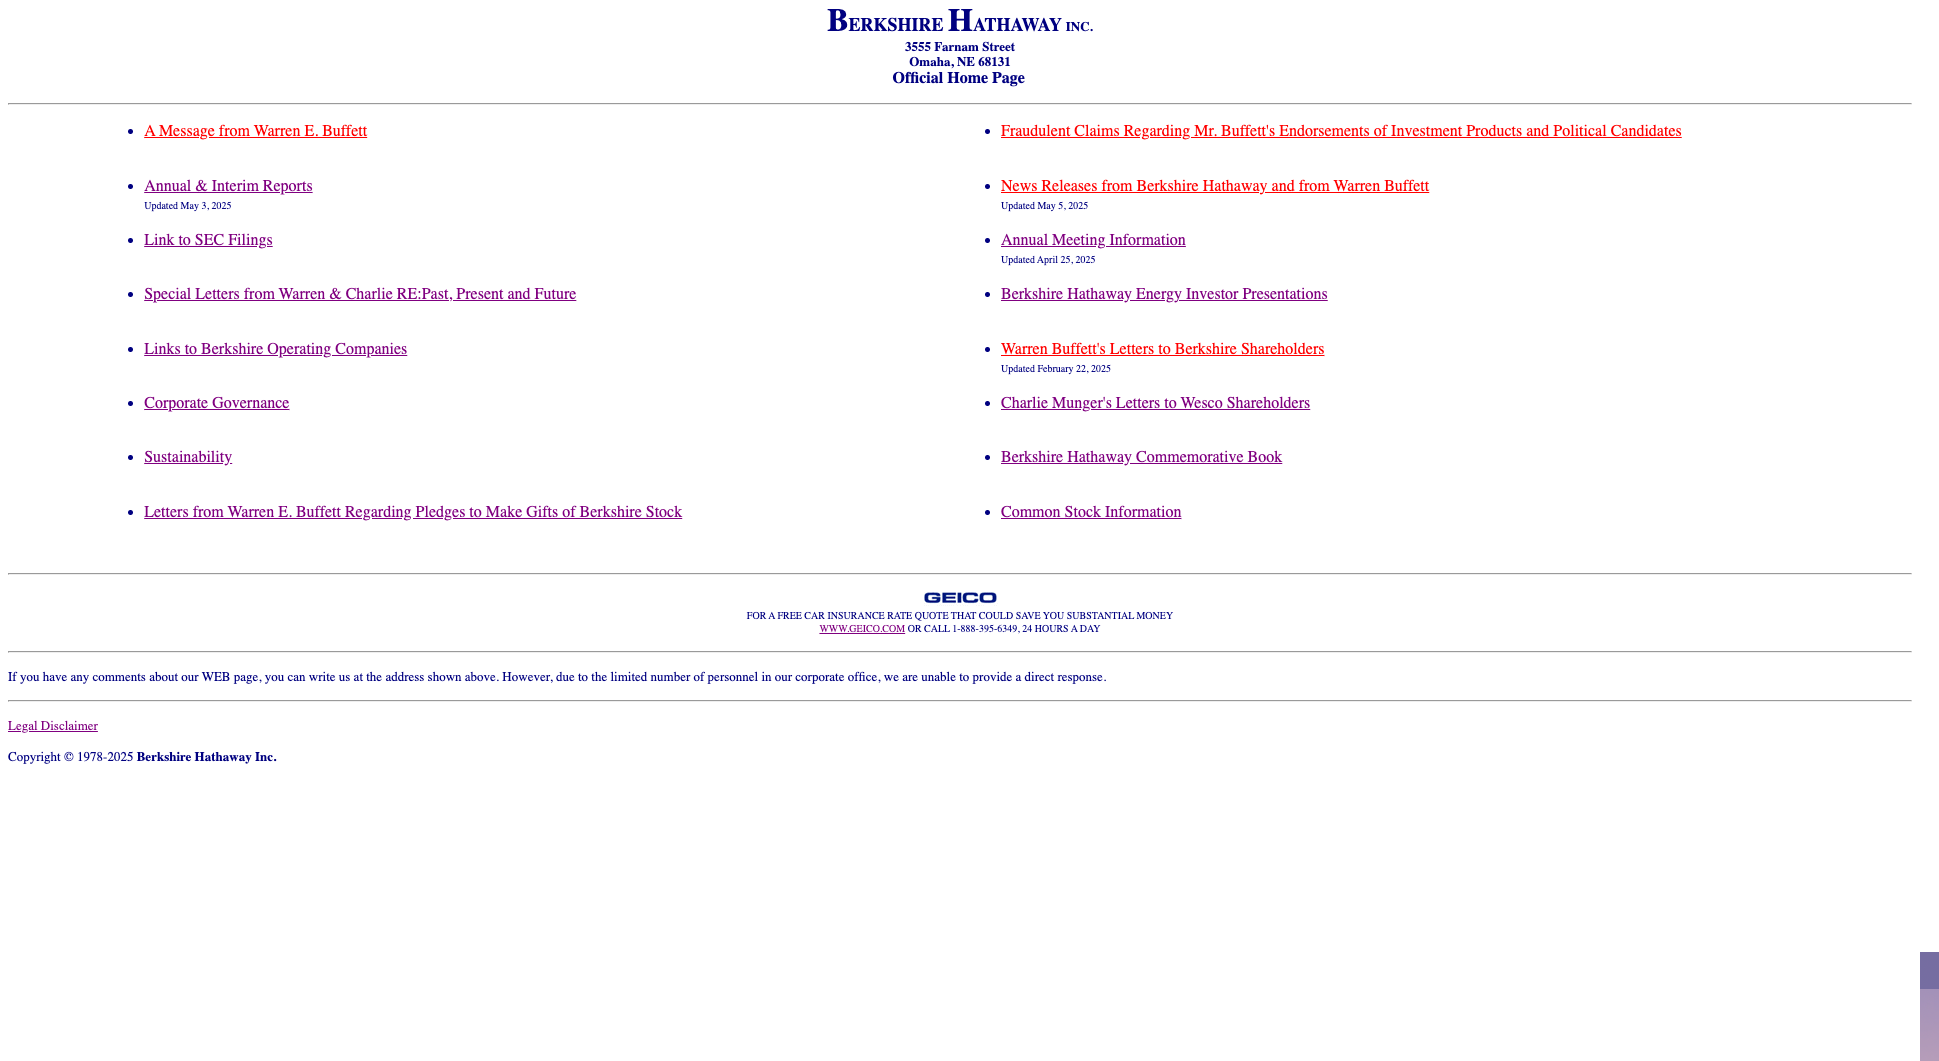 BERKSHIRE HATHAWAY INC.
3555 Farnam Street
Omaha, NE 68131
Official Home Page
A Message from Warren E. Buffett
Fraudulent Claims Regarding Mr. Buffett's Endorsements of Investment Products and Political Candidates
Annual & Interim Reports
Updated May 3, 2025
News Releases from Berkshire Hathaway and from Warren Buffett
Updated May 5, 2025
Link to SEC Filings
Annual Meeting Information
Updated April 25, 2025
Special Letters from Warren & Charlie RE:Past, Present and Future
Berkshire Hathaway Energy Investor Presentations
Links to Berkshire Operating Companies
Warren Buffett's Letters to Berkshire Shareholders
Updated February 22, 2025
Corporate Governance
Charlie Munger's Letters to Wesco Shareholders
Sustainability
Berkshire Hathaway Commemorative Book
Letters from Warren E. Buffett Regarding Pledges to Make Gifts of Berkshire Stock
Common Stock Information
GEICO
FOR A FREE CAR INSURANCE RATE QUOTE THAT COULD SAVE YOU SUBSTANTIAL MONEY
WWW.GEICO.COM OR CALL 1-888-395-6349, 24 HOURS A DAY
If you have any comments about our WEB page, you can write us at the address shown above. However, due to the limited number of personnel in our corporate office, we are unable to provide a direct response.
Legal Disclaimer
Copyright © 1978-2025 Berkshire Hathaway Inc.